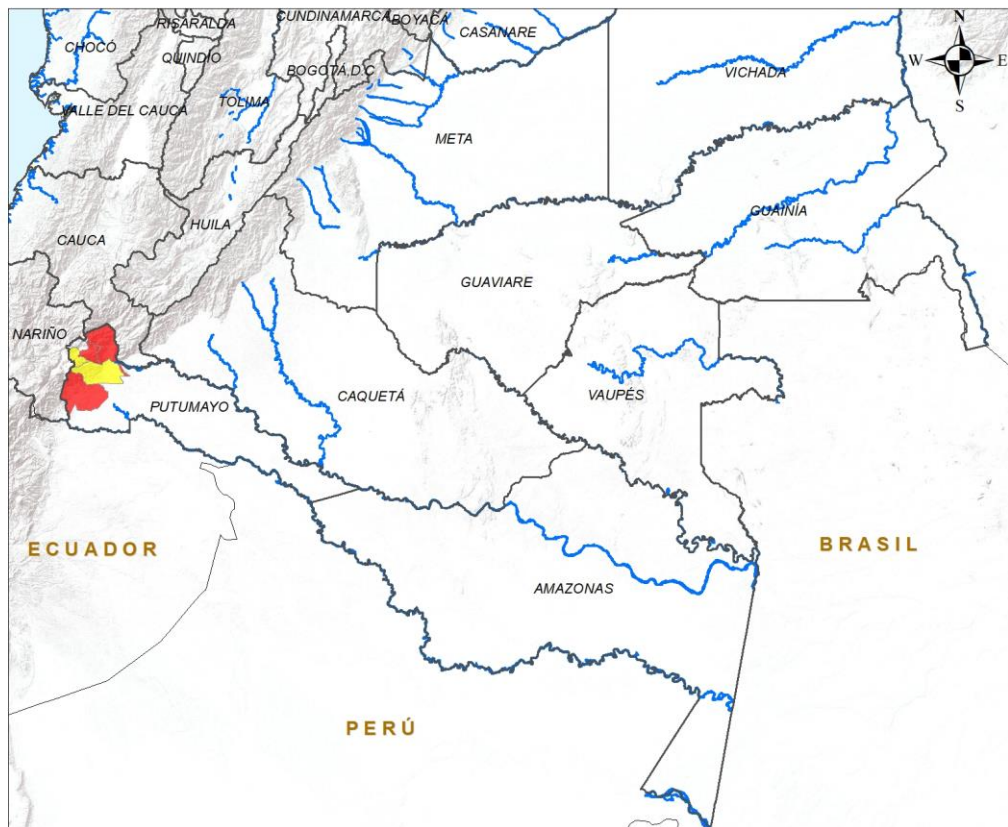 RISARALDA
CUNDINAMARCA
BOYACÁ
CASANARE
N
CHOCÓ
QUINDIO
BOGOTÁ D.C
VICHADA
W
E
S
VALLE DEL CAUCA
TOLIMA
META
CAUCA
HUILA
GUAINÍA
GUAVIARE
NARIÑO
PUTUMAYO
CAQUETÁ
VAUPÉS
ECUADOR
BRASIL
AMAZONAS
PERÚ